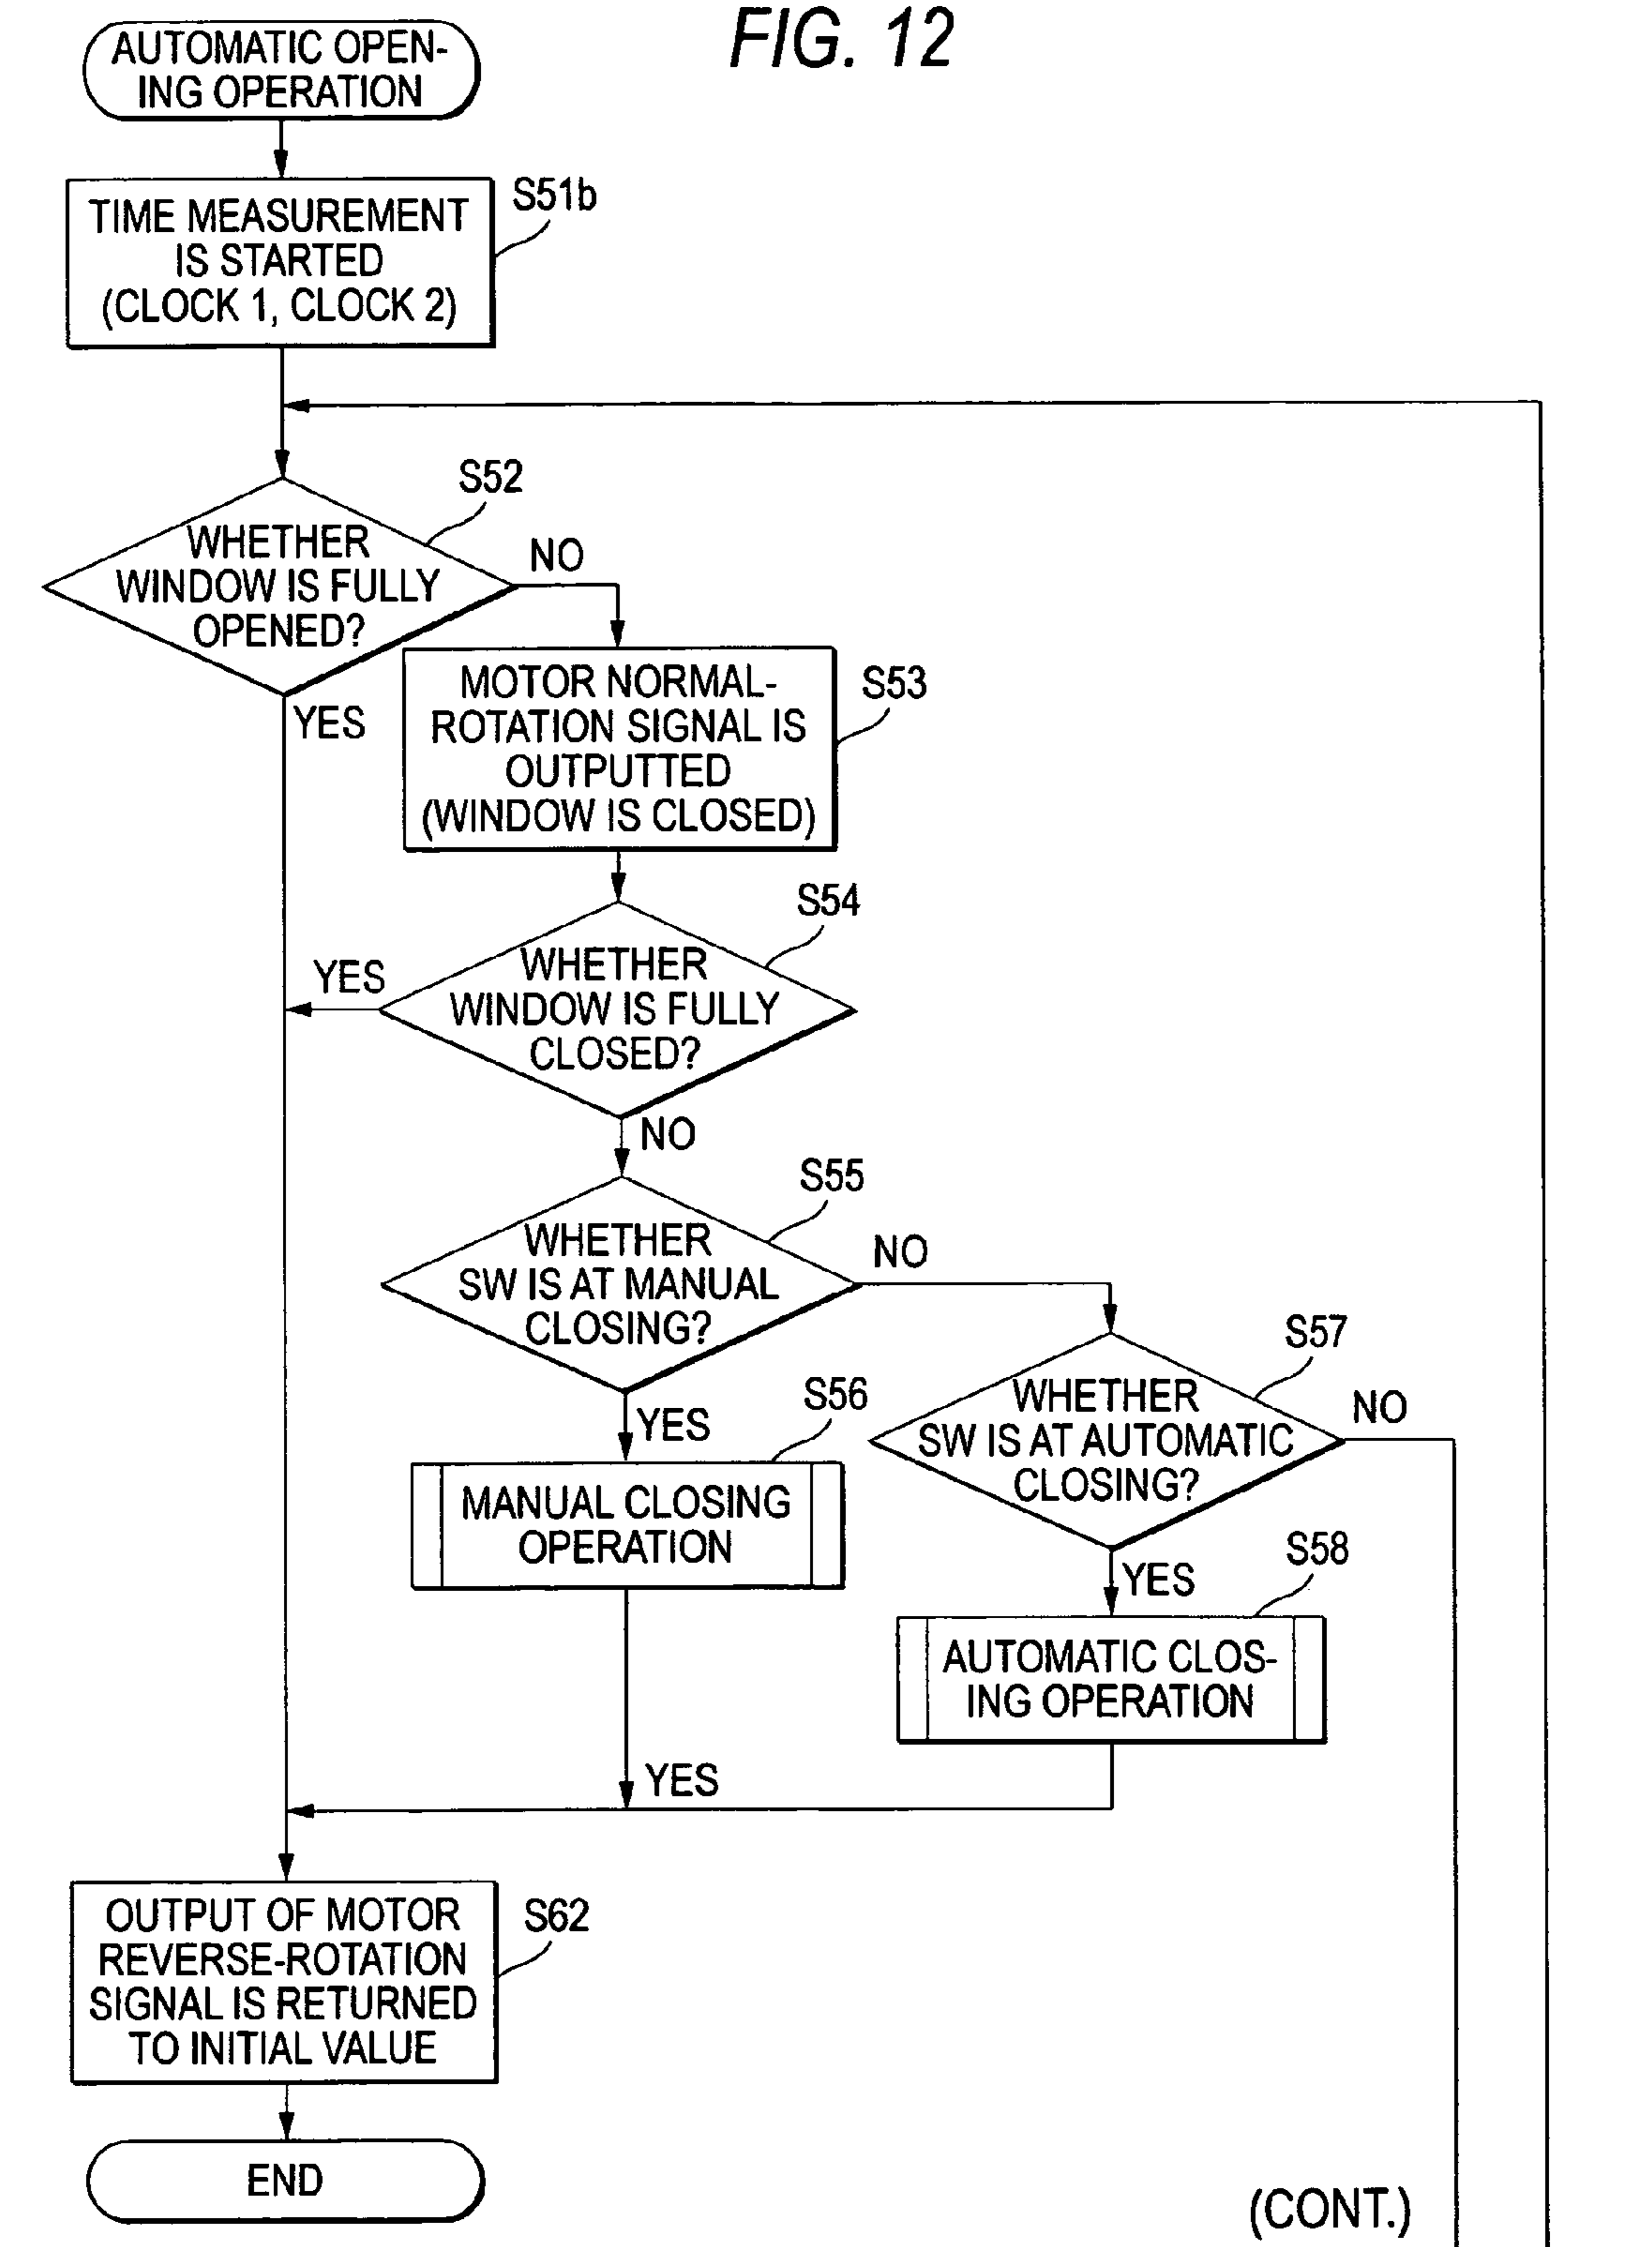 FIG. 12
AUTOMATIC OPEN-
ING OPERATION
S51b
TIME MEASUREMENT
IS STARTED
(CLOCK 1, CLOCK 2)
S52
WHETHER
WINDOW IS FULLY
OPENED?
NO
YES
S53
MOTOR NORMAL-
ROTATION SIGNAL IS
OUTPUTTED
(WINDOW IS CLOSED)
S54
WHETHER
WINDOW IS FULLY
CLOSED?
YES
NO
S55
WHETHER
SW IS AT MANUAL
CLOSING?
NO
YES
S56
MANUAL CLOSING
OPERATION
S57
WHETHER
SW IS AT AUTOMATIC
CLOSING?
NO
YES
S58
AUTOMATIC CLOS-
ING OPERATION
YES
S62
OUTPUT OF MOTOR
REVERSE-ROTATION
SIGNAL IS RETURNED
TO INITIAL VALUE
END
(CONT.)